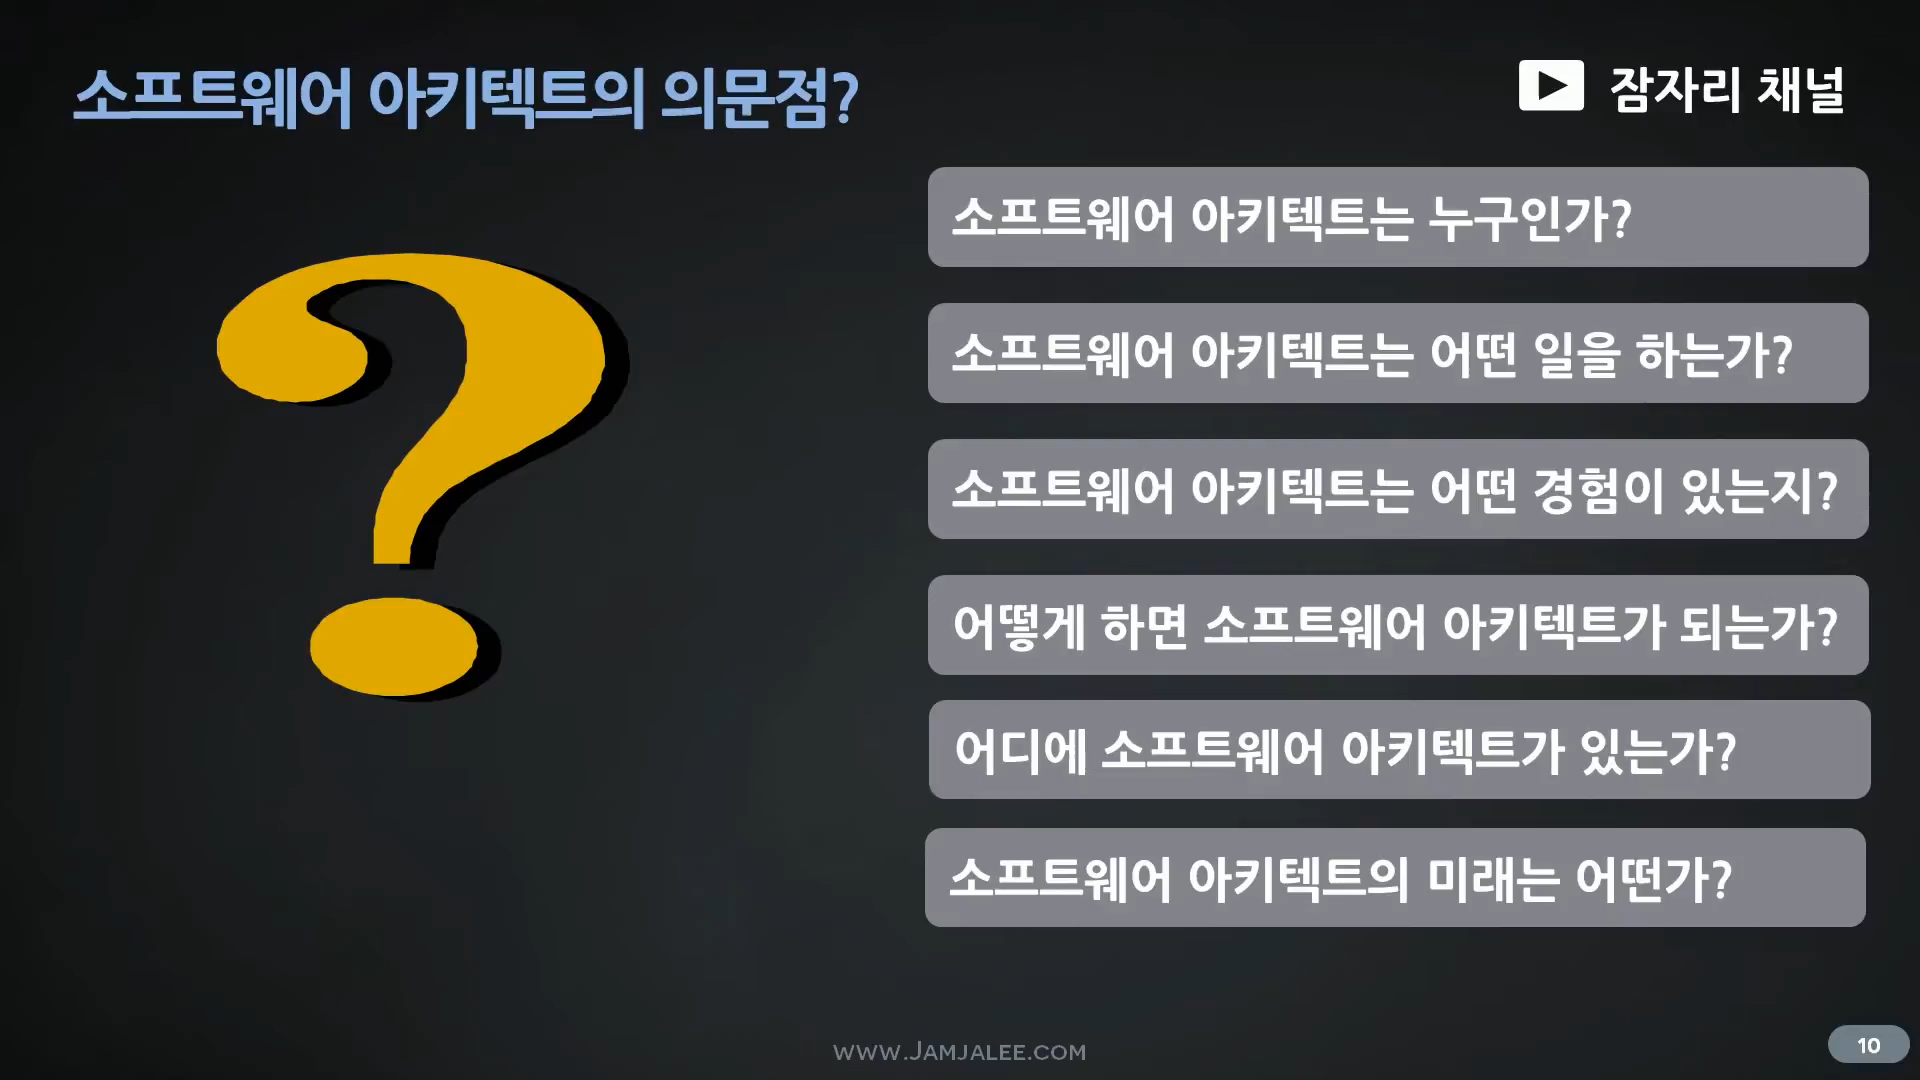 소프트웨어 아키텍트의 의문점?
잠자리 채널
소프트웨어 아키텍트는 누구인가?
소프트웨어 아키텍트는 어떤 일을 하는가?
소프트웨어 아키텍트는 어떤 경험이 있는지?
어떻게 하면 소프트웨어 아키텍트가 되는가?
어디에 소프트웨어 아키텍트가 있는가?
소프트웨어 아키텍트의 미래는 어떤가?
WWW.JAMJALEE.COM
10